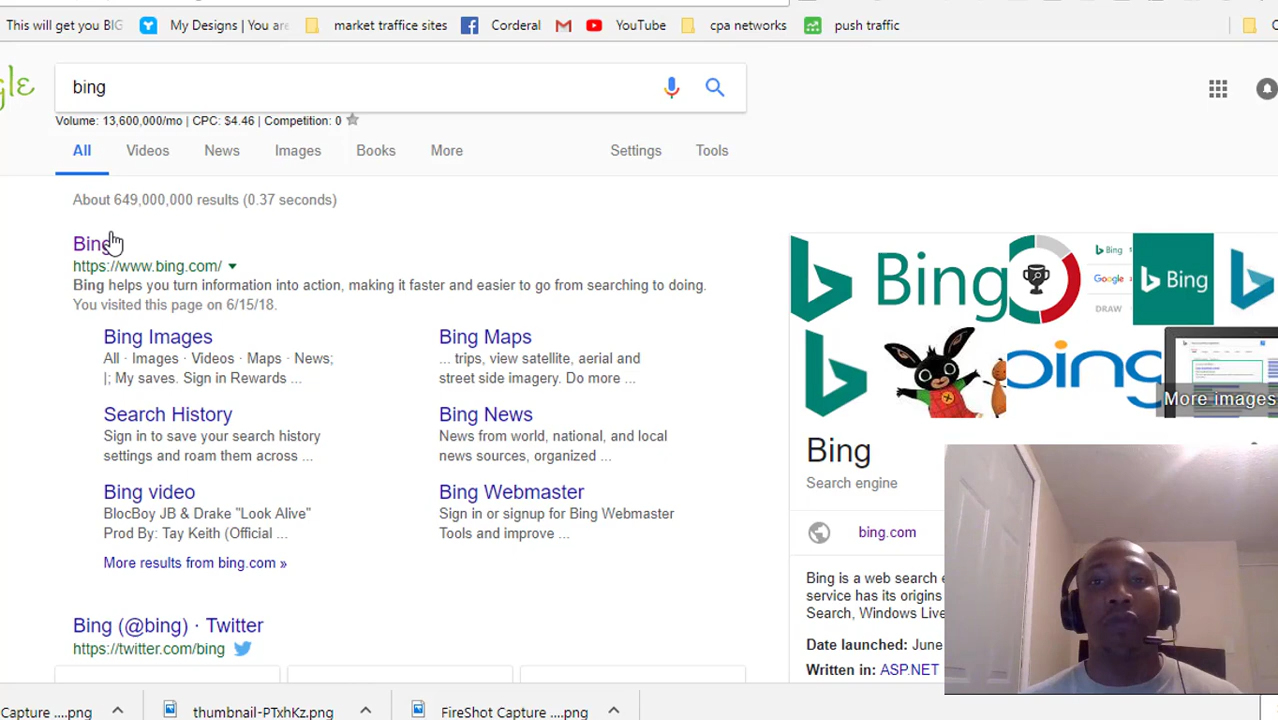 This will get you BIG
My Designs | You are
market traffice sites
Corderal
YouTube
cpa networks
push traffic
gle
bing
Volume: 13,600,000/mo | CPC: $4.46 | Competition: 0
All
Videos
News
Images
Books
More
Settings
Tools
About 649,000,000 results (0.37 seconds)
Bing
https://www.bing.com/
Bing helps you turn information into action, making it faster and easier to go from searching to doing.
You visited this page on 6/15/18.
Bing Images
All · Images · Videos · Maps · News;
|; My saves. Sign in Rewards ...
Bing Maps
... trips, view satellite, aerial and
street side imagery. Do more ...
Search History
Sign in to save your search history
settings and roam them across ...
Bing News
News from world, national, and local
news sources, organized ...
Bing video
BlocBoy JB & Drake "Look Alive"
Prod By: Tay Keith (Official ...
Bing Webmaster
Sign in or signup for Bing Webmaster
Tools and improve ...
More results from bing.com »
Bing (@bing) · Twitter
https://twitter.com/bing
Bing
Bing
Google
DRAW
Bing
bing
More images
Bing
Search engine
bing.com
Bing is a web search
service has its origins
Search, Windows Live
Date launched: June
Written in: ASP.NET
Capture ....png
thumbnail-PTxhKz.png
FireShot Capture ....png